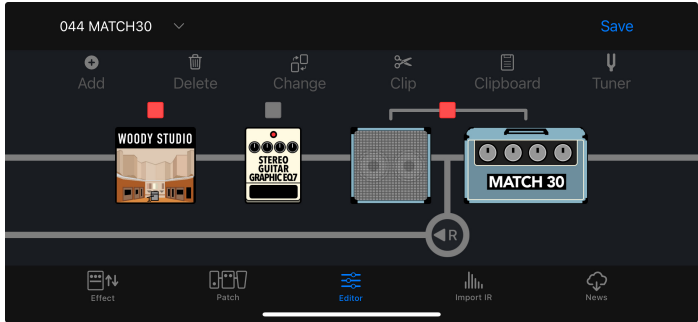 044 MATCH30
Save
Add
Delete
Change
Clip
Clipboard
Tuner
WOODY STUDIO
STEREO
GUITAR
GRAPHIC EQ7
MATCH 30
R
Effect
Patch
Editor
Import IR
News